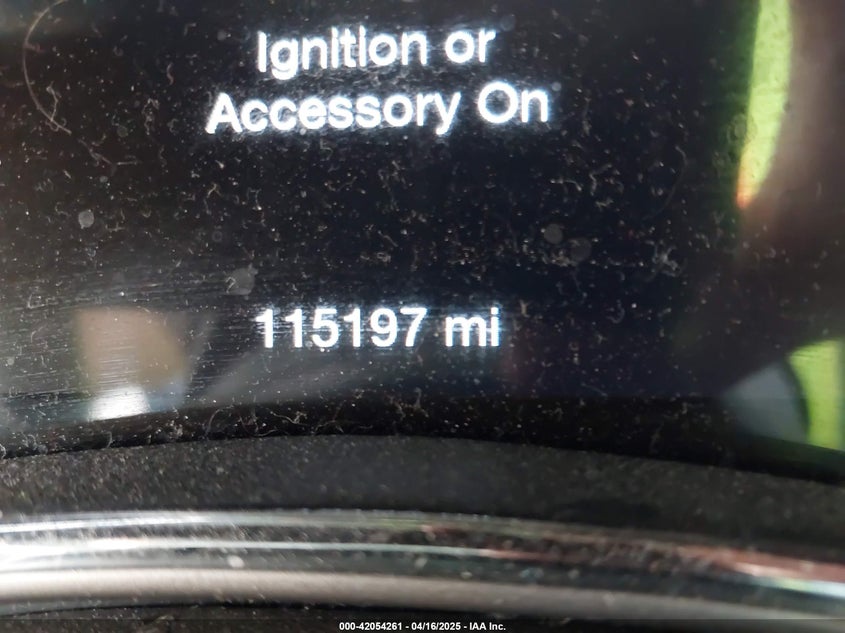 Ignition or
Accessory On
115197 mi
000-42054261 - 04/16/2025 - IAA Inc.